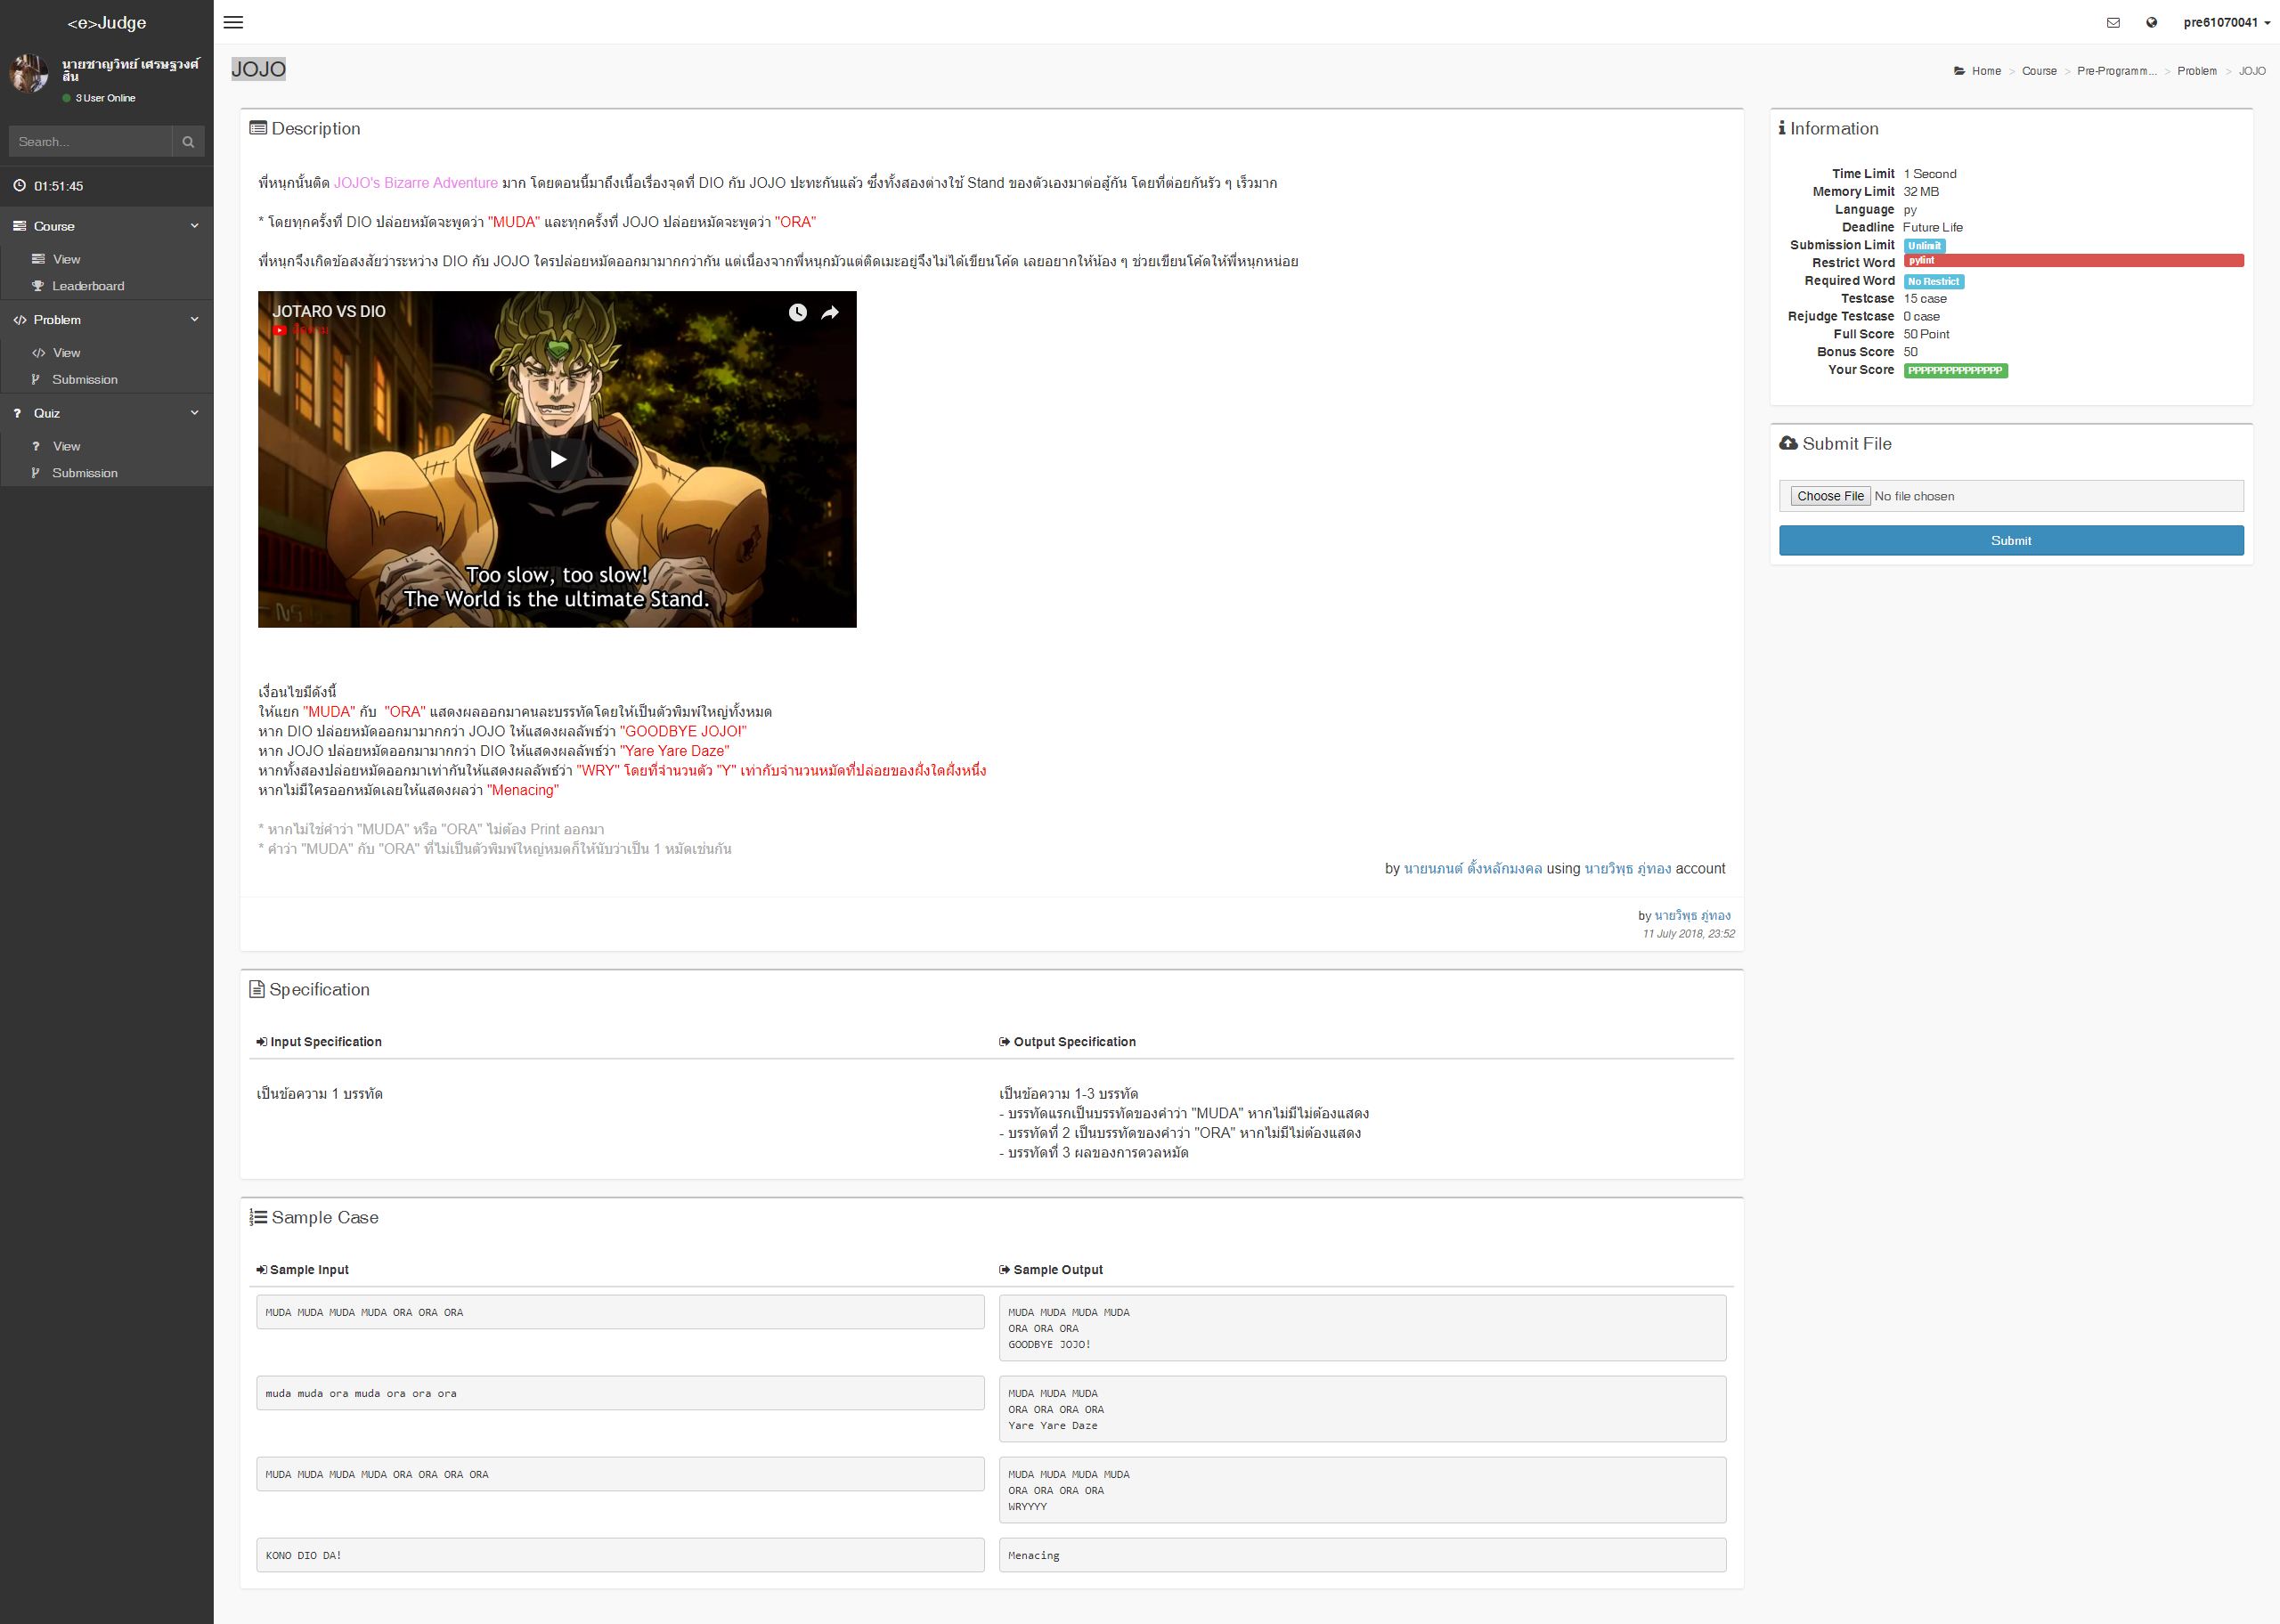 <e>Judge
นายชาญวิทย์ เศรษฐวงศ์
สิน
3 User Online
Search...
01:51:45
Course
View
Leaderboard
Problem
View
Submission
Quiz
View
Submission
pre61070041
JOJO
Home > Course > Pre-Programm... > Problem > JOJO
Description
พี่หนุกนั้นติด JOJO's Bizarre Adventure มาก โดยตอนนี้มาถึงเนื้อเรื่องจุดที่ DIO กับ JOJO ปะทะกันแล้ว ซึ่งทั้งสองต่างใช้ Stand ของตัวเองมาต่อสู้กัน โดยที่ต่อยกันรัว ๆ เร็วมาก
* โดยทุกครั้งที่ DIO ปล่อยหมัดจะพูดว่า "MUDA" และทุกครั้งที่ JOJO ปล่อยหมัดจะพูดว่า "ORA"
พี่หนุกจึงเกิดข้อสงสัยว่าระหว่าง DIO กับ JOJO ใครปล่อยหมัดออกมามากกว่ากัน แต่เนื่องจากพี่หนุกมัวแต่ติดเมะอยู่จึงไม่ได้เขียนโค้ด เลยอยากให้น้อง ๆ ช่วยเขียนโค้ดให้พี่หนุกหน่อย
JOTARO VS DIO
Too slow, too slow!
The World is the ultimate Stand.
เงื่อนไขมีดังนี้
ให้แยก "MUDA" กับ "ORA" แสดงผลออกมาคนละบรรทัดโดยให้เป็นตัวพิมพ์ใหญ่ทั้งหมด
หาก DIO ปล่อยหมัดออกมามากกว่า JOJO ให้แสดงผลลัพธ์ว่า "GOODBYE JOJO!"
หาก JOJO ปล่อยหมัดออกมามากกว่า DIO ให้แสดงผลลัพธ์ว่า "Yare Yare Daze"
หากทั้งสองปล่อยหมัดออกมาเท่ากันให้แสดงผลลัพธ์ว่า "WRY" โดยที่จำนวนตัว "Y" เท่ากับจำนวนหมัดที่ปล่อยของฝั่งใดฝั่งหนึ่ง
หากไม่มีใครออกหมัดเลยให้แสดงผลว่า "Menacing"
* หากไม่ใช่คำว่า "MUDA" หรือ "ORA" ไม่ต้อง Print ออกมา
* คำว่า "MUDA" กับ "ORA" ที่ไม่เป็นตัวพิมพ์ใหญ่หมดก็ให้นับว่าเป็น 1 หมัดเช่นกัน
by นายนภนต์ ตั้งหลักมงคล using นายวิพุธ ภู่ทอง account
by นายวิพุธ ภู่ทอง
11 July 2018, 23:52
Information
Time Limit 1 Second
Memory Limit 32 MB
Language py
Deadline Future Life
Submission Limit Unlimit
Restrict Word pylint
Required Word No Restrict
Testcase 15 case
Rejudge Testcase 0 case
Full Score 50 Point
Bonus Score 50
Your Score PPPPPPPPPPPPPPP
Submit File
Choose File No file chosen
Submit
Specification
Input Specification
Output Specification
เป็นข้อความ 1 บรรทัด
เป็นข้อความ 1-3 บรรทัด
- บรรทัดแรกเป็นบรรทัดของคำว่า "MUDA" หากไม่มีไม่ต้องแสดง
- บรรทัดที่ 2 เป็นบรรทัดของคำว่า "ORA" หากไม่มีไม่ต้องแสดง
- บรรทัดที่ 3 ผลของการดวลหมัด
Sample Case
Sample Input
Sample Output
MUDA MUDA MUDA MUDA ORA ORA ORA
MUDA MUDA MUDA MUDA
ORA ORA ORA
GOODBYE JOJO!
muda muda ora muda ora ora ora
MUDA MUDA MUDA
ORA ORA ORA ORA
Yare Yare Daze
MUDA MUDA MUDA MUDA ORA ORA ORA ORA
MUDA MUDA MUDA MUDA
ORA ORA ORA ORA
WRYYYY
KONO DIO DA!
Menacing